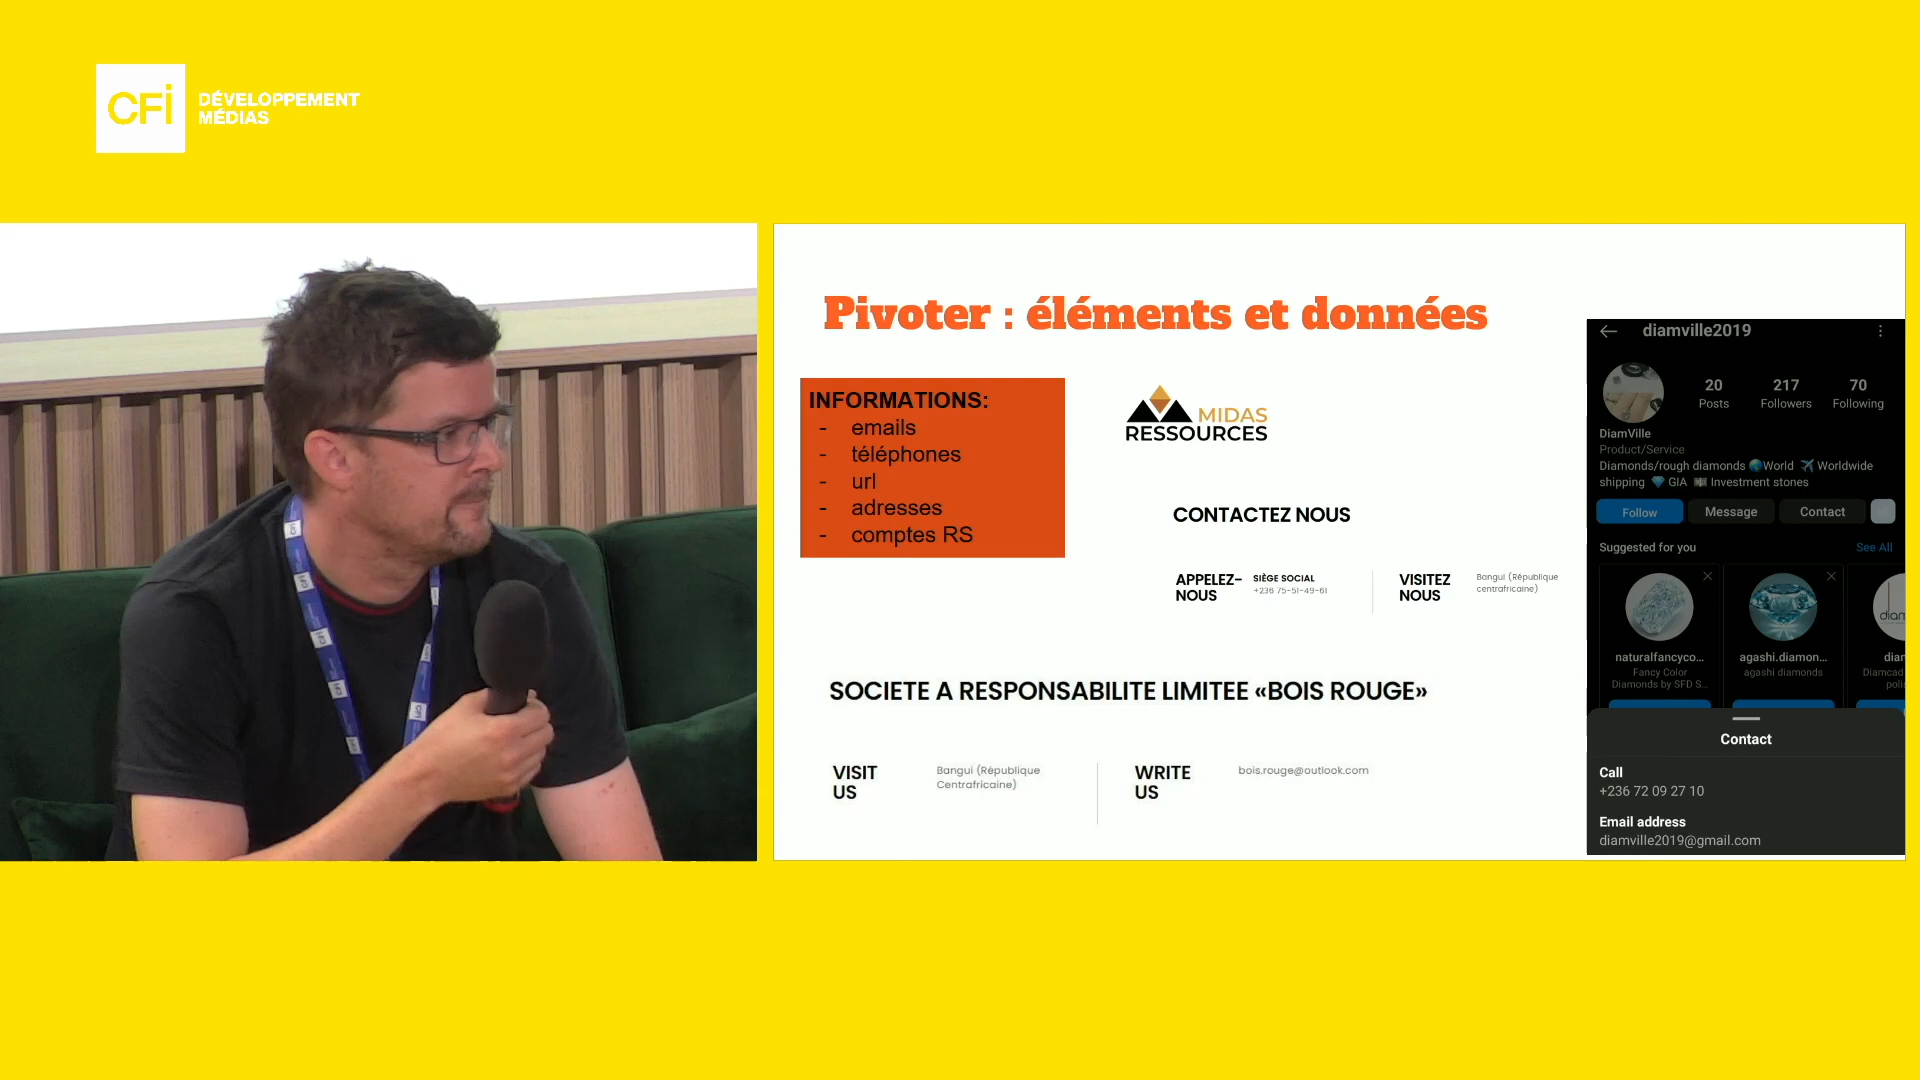 CFi
DÉVELOPPEMENT
MÉDIAS
Pivoter : éléments et données
INFORMATIONS:
- emails
- téléphones
- url
- adresses
- comptes RS
MIDAS
RESSOURCES
CONTACTEZ NOUS
APPELEZ-
NOUS
SIÈGE SOCIAL
+236 75-51-49-61
VISITEZ
NOUS
Bangui (République
centrafricaine)
SOCIETE A RESPONSABILITE LIMITEE «BOIS ROUGE»
VISIT
US
Bangui (République
Centrafricaine)
WRITE
US
bois.rouge@outlook.com
diamville2019
20
Posts
217
Followers
70
Following
DiamVille
Product/Service
Diamonds/rough diamonds 🌏World ✈️ Worldwide
shipping 💎 GIA 💵 Investment stones
Follow
Message
Contact
Suggested for you
See All
naturalfancyco...
Fancy Color
Diamonds by SFD S...
agashi.diamon...
agashi diamonds
dian
Diamcad
poli
Contact
Call
+236 72 09 27 10
Email address
diamville2019@gmail.com